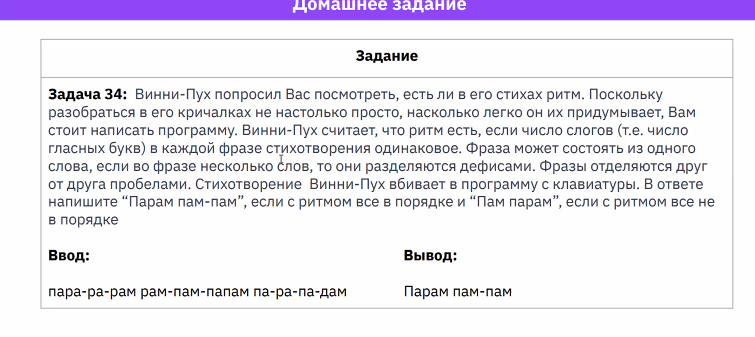 Домашнее задание
Задание
Задача 34:  Винни-Пух попросил Вас посмотреть, есть ли в его стихах ритм. Поскольку
разобраться в его кричалках не настолько просто, насколько легко он их придумывает, Вам
стоит написать программу. Винни-Пух считает, что ритм есть, если число слогов (т.е. число
гласных букв) в каждой фразе стихотворения одинаковое. Фраза может состоять из одного
слова, если во фразе несколько слов, то они разделяются дефисами. Фразы отделяются друг
от друга пробелами. Стихотворение  Винни-Пух вбивает в программу с клавиатуры. В ответе
напишите “Парам пам-пам”, если с ритмом все в порядке и “Пам парам”, если с ритмом все не
в порядке
Ввод:
Вывод:
пара-ра-рам рам-пам-папам па-ра-па-дам
Парам пам-пам